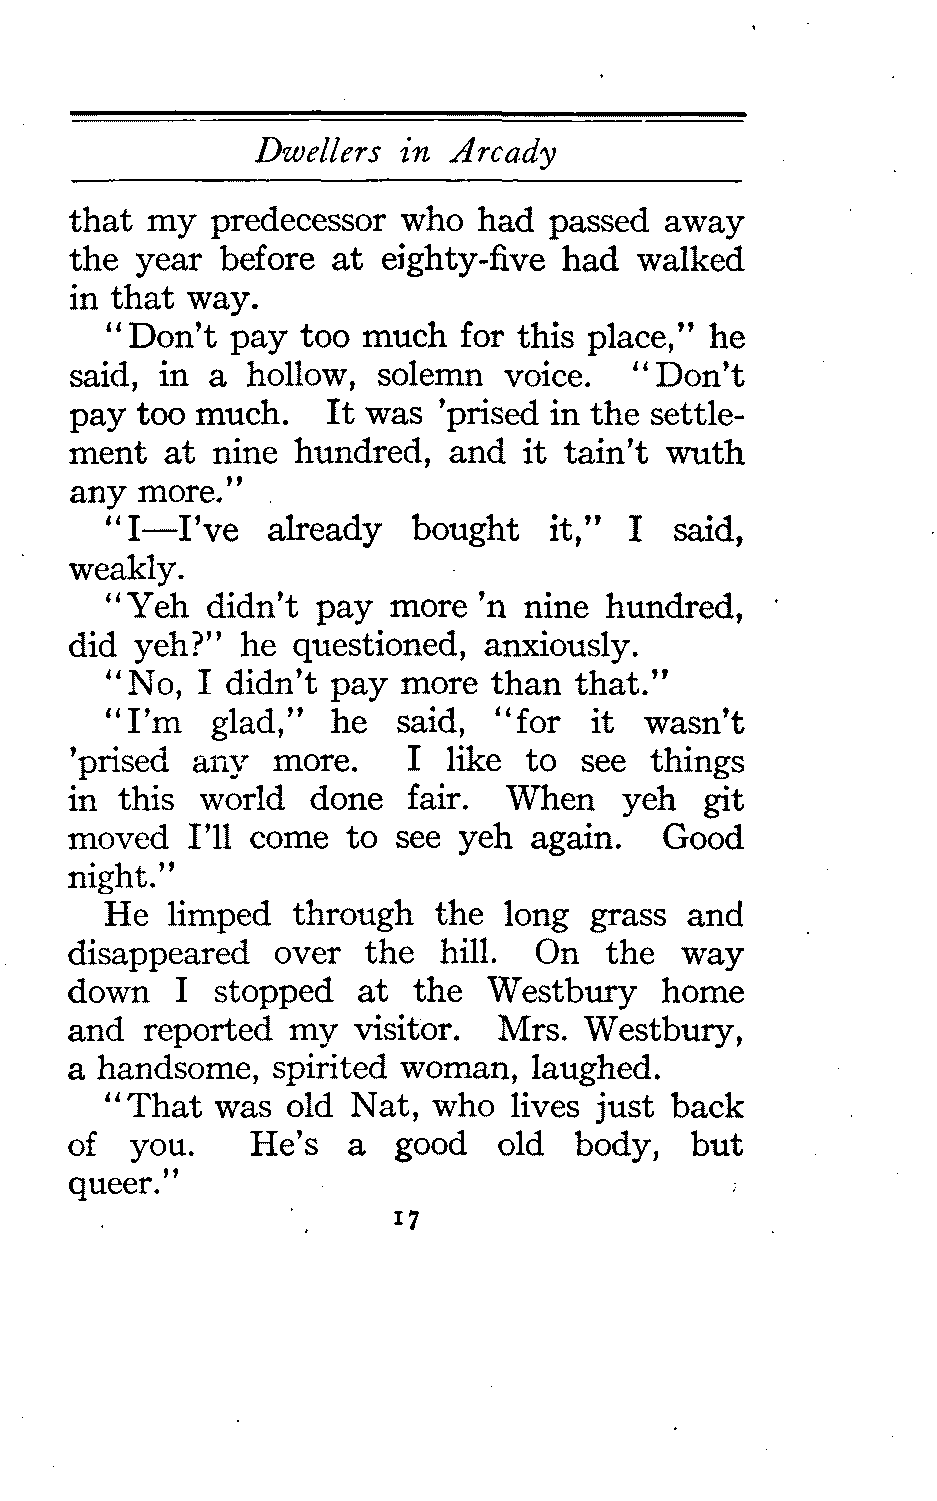 Dwellers in Arcady
that my predecessor who had passed away
the year before at eighty-five had walked
in that way.
"Don't pay too much for this place," he
said, in a hollow, solemn voice. "Don't
pay too much. It was 'prised in the settle-
ment at nine hundred, and it tain't wuth
any more."
"I—I've already bought it," I said,
weakly.
"Yeh didn't pay more 'n nine hundred,
did yeh?" he questioned, anxiously.
"No, I didn't pay more than that."
"I'm glad," he said, "for it wasn't
'prised any more. I like to see things
in this world done fair. When yeh git
moved I'll come to see yeh again. Good
night."
He limped through the long grass and
disappeared over the hill. On the way
down I stopped at the Westbury home
and reported my visitor. Mrs. Westbury,
a handsome, spirited woman, laughed.
"That was old Nat, who lives just back
of you. He's a good old body, but
queer."
17